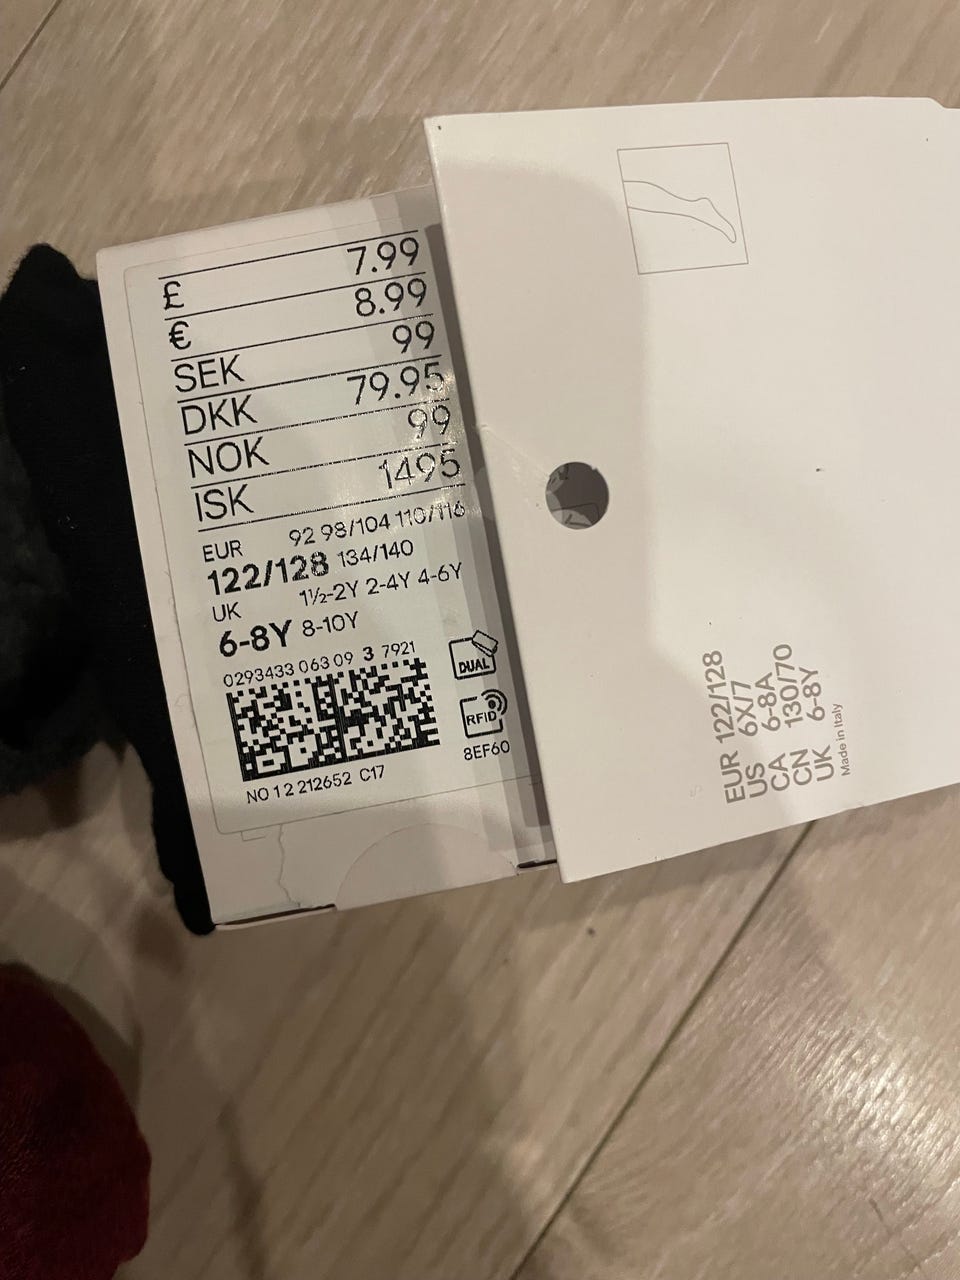 £ 7.99
€ 8.99
SEK 99
DKK 79.95
NOK 99
ISK 1495
EUR 92 98/104 110/116
122/128 134/140
UK 1½-2Y 2-4Y 4-6Y
6-8Y 8-10Y
0293433 063 09 3 7921
DUAL
RFID
8EF60
NO 1 2 212652 C17
EUR 122/128
US 6X/7
CA 6-8A
CN 130/70
UK 6-8Y
Made in Italy